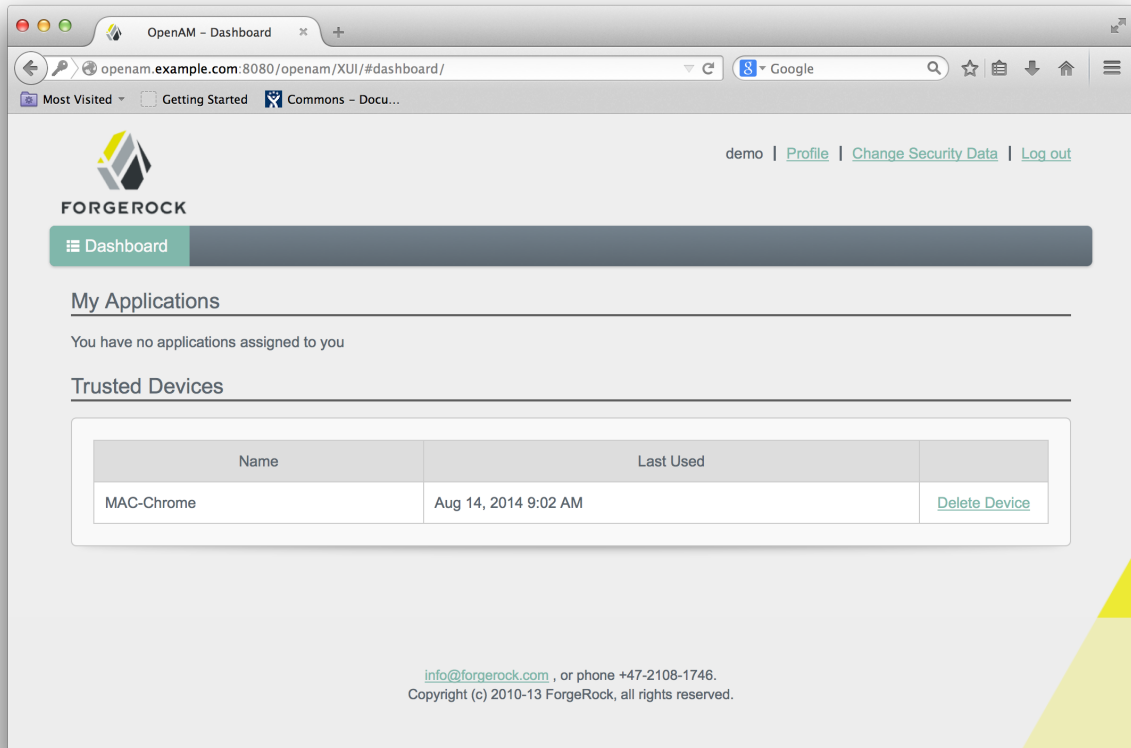 OpenAM – Dashboard
openam.example.com:8080/openam/XUI/#dashboard/
Google
Most Visited
Getting Started
Commons – Docu...
demo | Profile | Change Security Data | Log out
FORGEROCK
Dashboard
My Applications
You have no applications assigned to you
Trusted Devices
Name Last Used
MAC-Chrome Aug 14, 2014 9:02 AM Delete Device
info@forgerock.com , or phone +47-2108-1746.
Copyright (c) 2010-13 ForgeRock, all rights reserved.